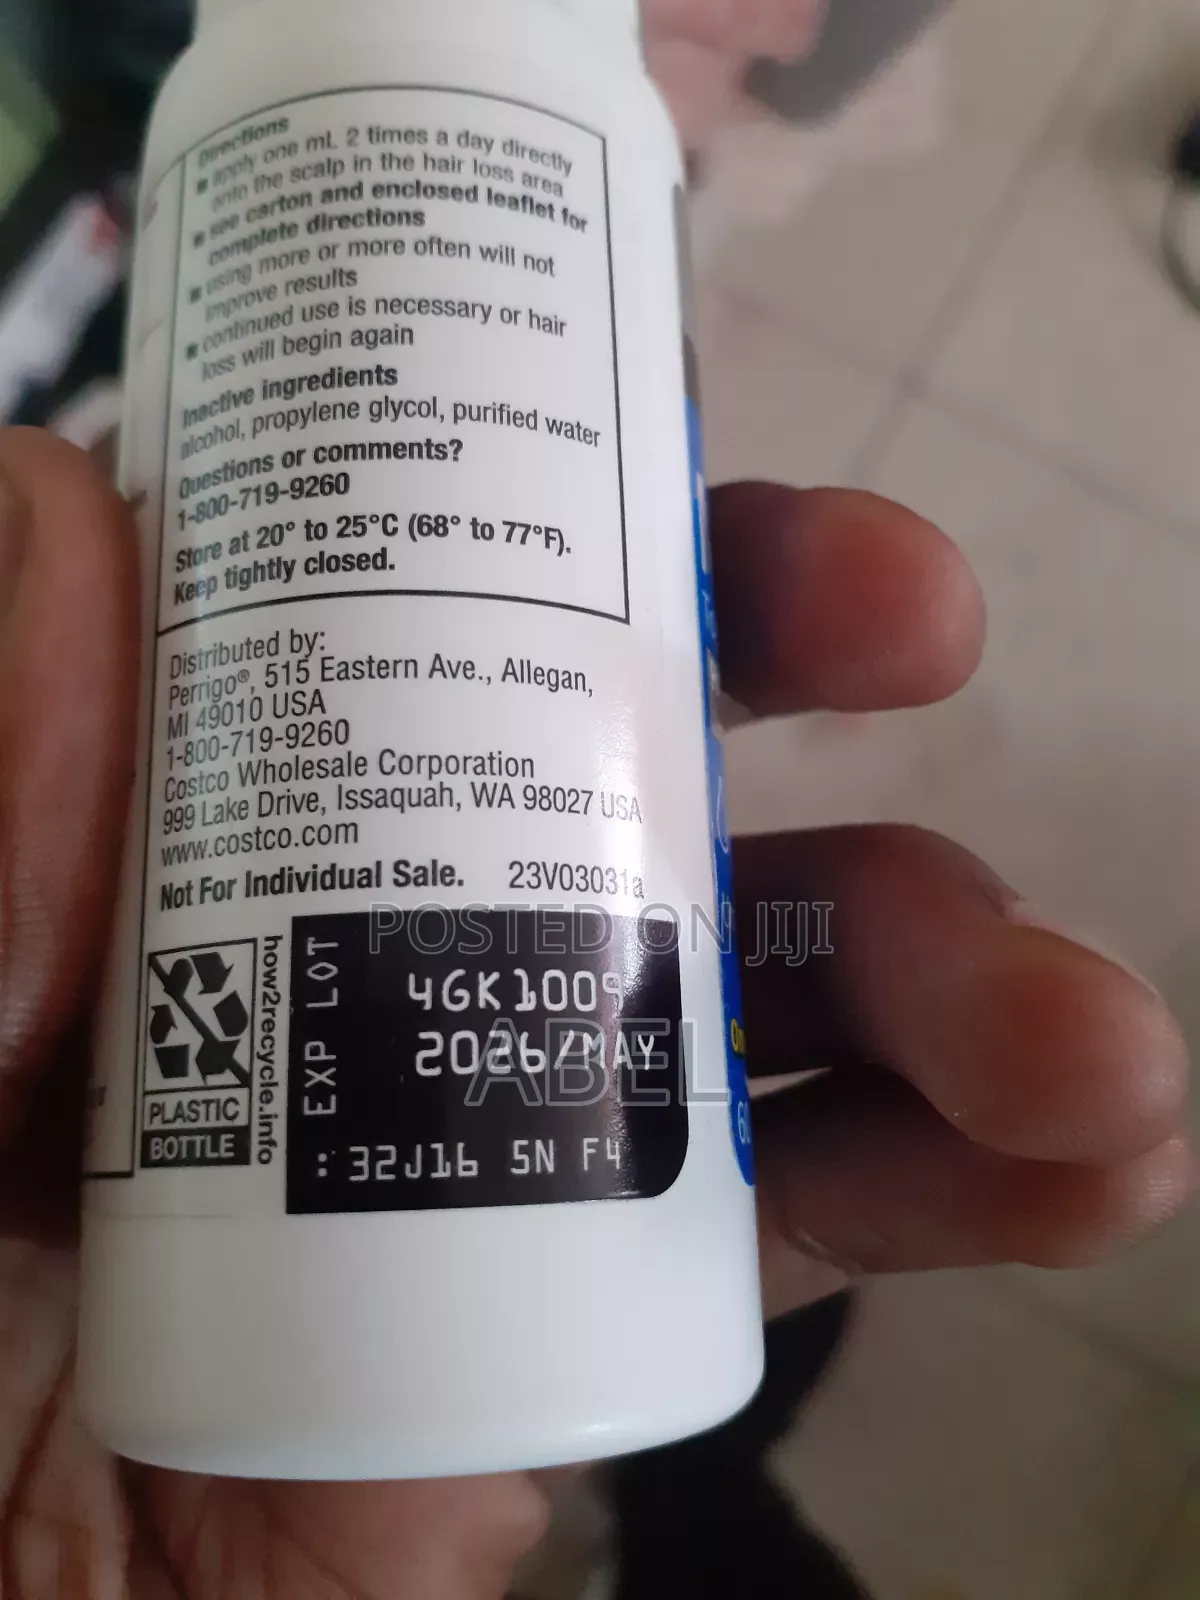 Directions
■ apply one mL 2 times a day directly
onto the scalp in the hair loss area
■ see carton and enclosed leaflet for
complete directions
■ using more or more often will not
improve results
■ continued use is necessary or hair
loss will begin again
Inactive ingredients
alcohol, propylene glycol, purified water
Questions or comments?
1-800-719-9260
Store at 20° to 25°C (68° to 77°F).
Keep tightly closed.
Distributed by:
Perrigo®, 515 Eastern Ave., Allegan,
MI 49010 USA
1-800-719-9260
Costco Wholesale Corporation
999 Lake Drive, Issaquah, WA 98027 USA
www.costco.com
Not For Individual Sale. 23V03031a
POSTED ON JIJI
ABEL
PLASTIC
BOTTLE
how2recycle.info
LOT 4GK1009
EXP 2026/MAY
: 32J16 SN F4